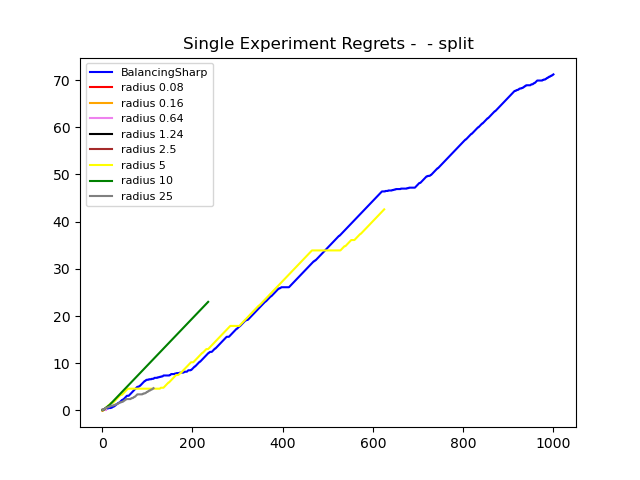 Single Experiment Regrets -  - split
BalancingSharp
radius 0.08
radius 0.16
radius 0.64
radius 1.24
radius 2.5
radius 5
radius 10
radius 25
70
60
50
40
30
20
10
0
0 200 400 600 800 1000